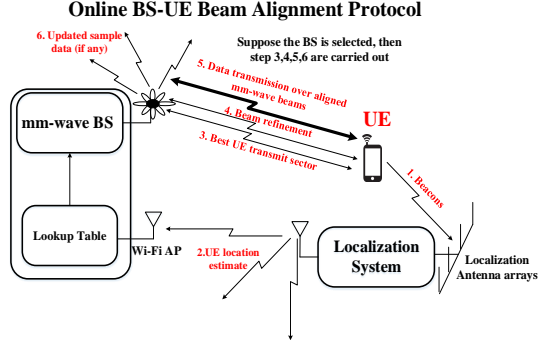 Online BS-UE Beam Alignment Protocol
6. Updated sample
data (if any)
Suppose the BS is selected, then
step 3,4,5,6 are carried out
5. Data transmission over aligned
mm-wave beams
4. Beam refinement
3. Best UE transmit sector
mm-wave BS
UE
1. Beacons
Lookup Table
Wi-Fi AP
2.UE location
estimate
Localization
System
Localization
Antenna arrays